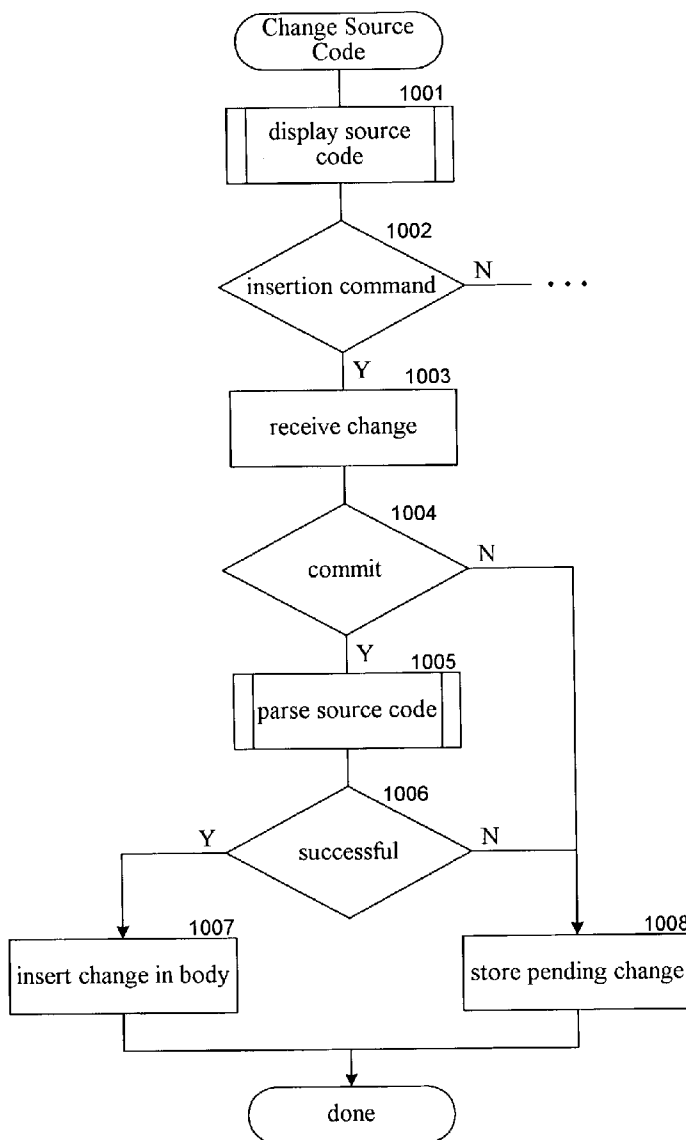 Change Source
Code
1001
display source
code
1002
insertion command
N
...
Y
1003
receive change
1004
commit
N
Y
1005
parse source code
1006
successful
Y
N
1007
insert change in body
1008
store pending change
done